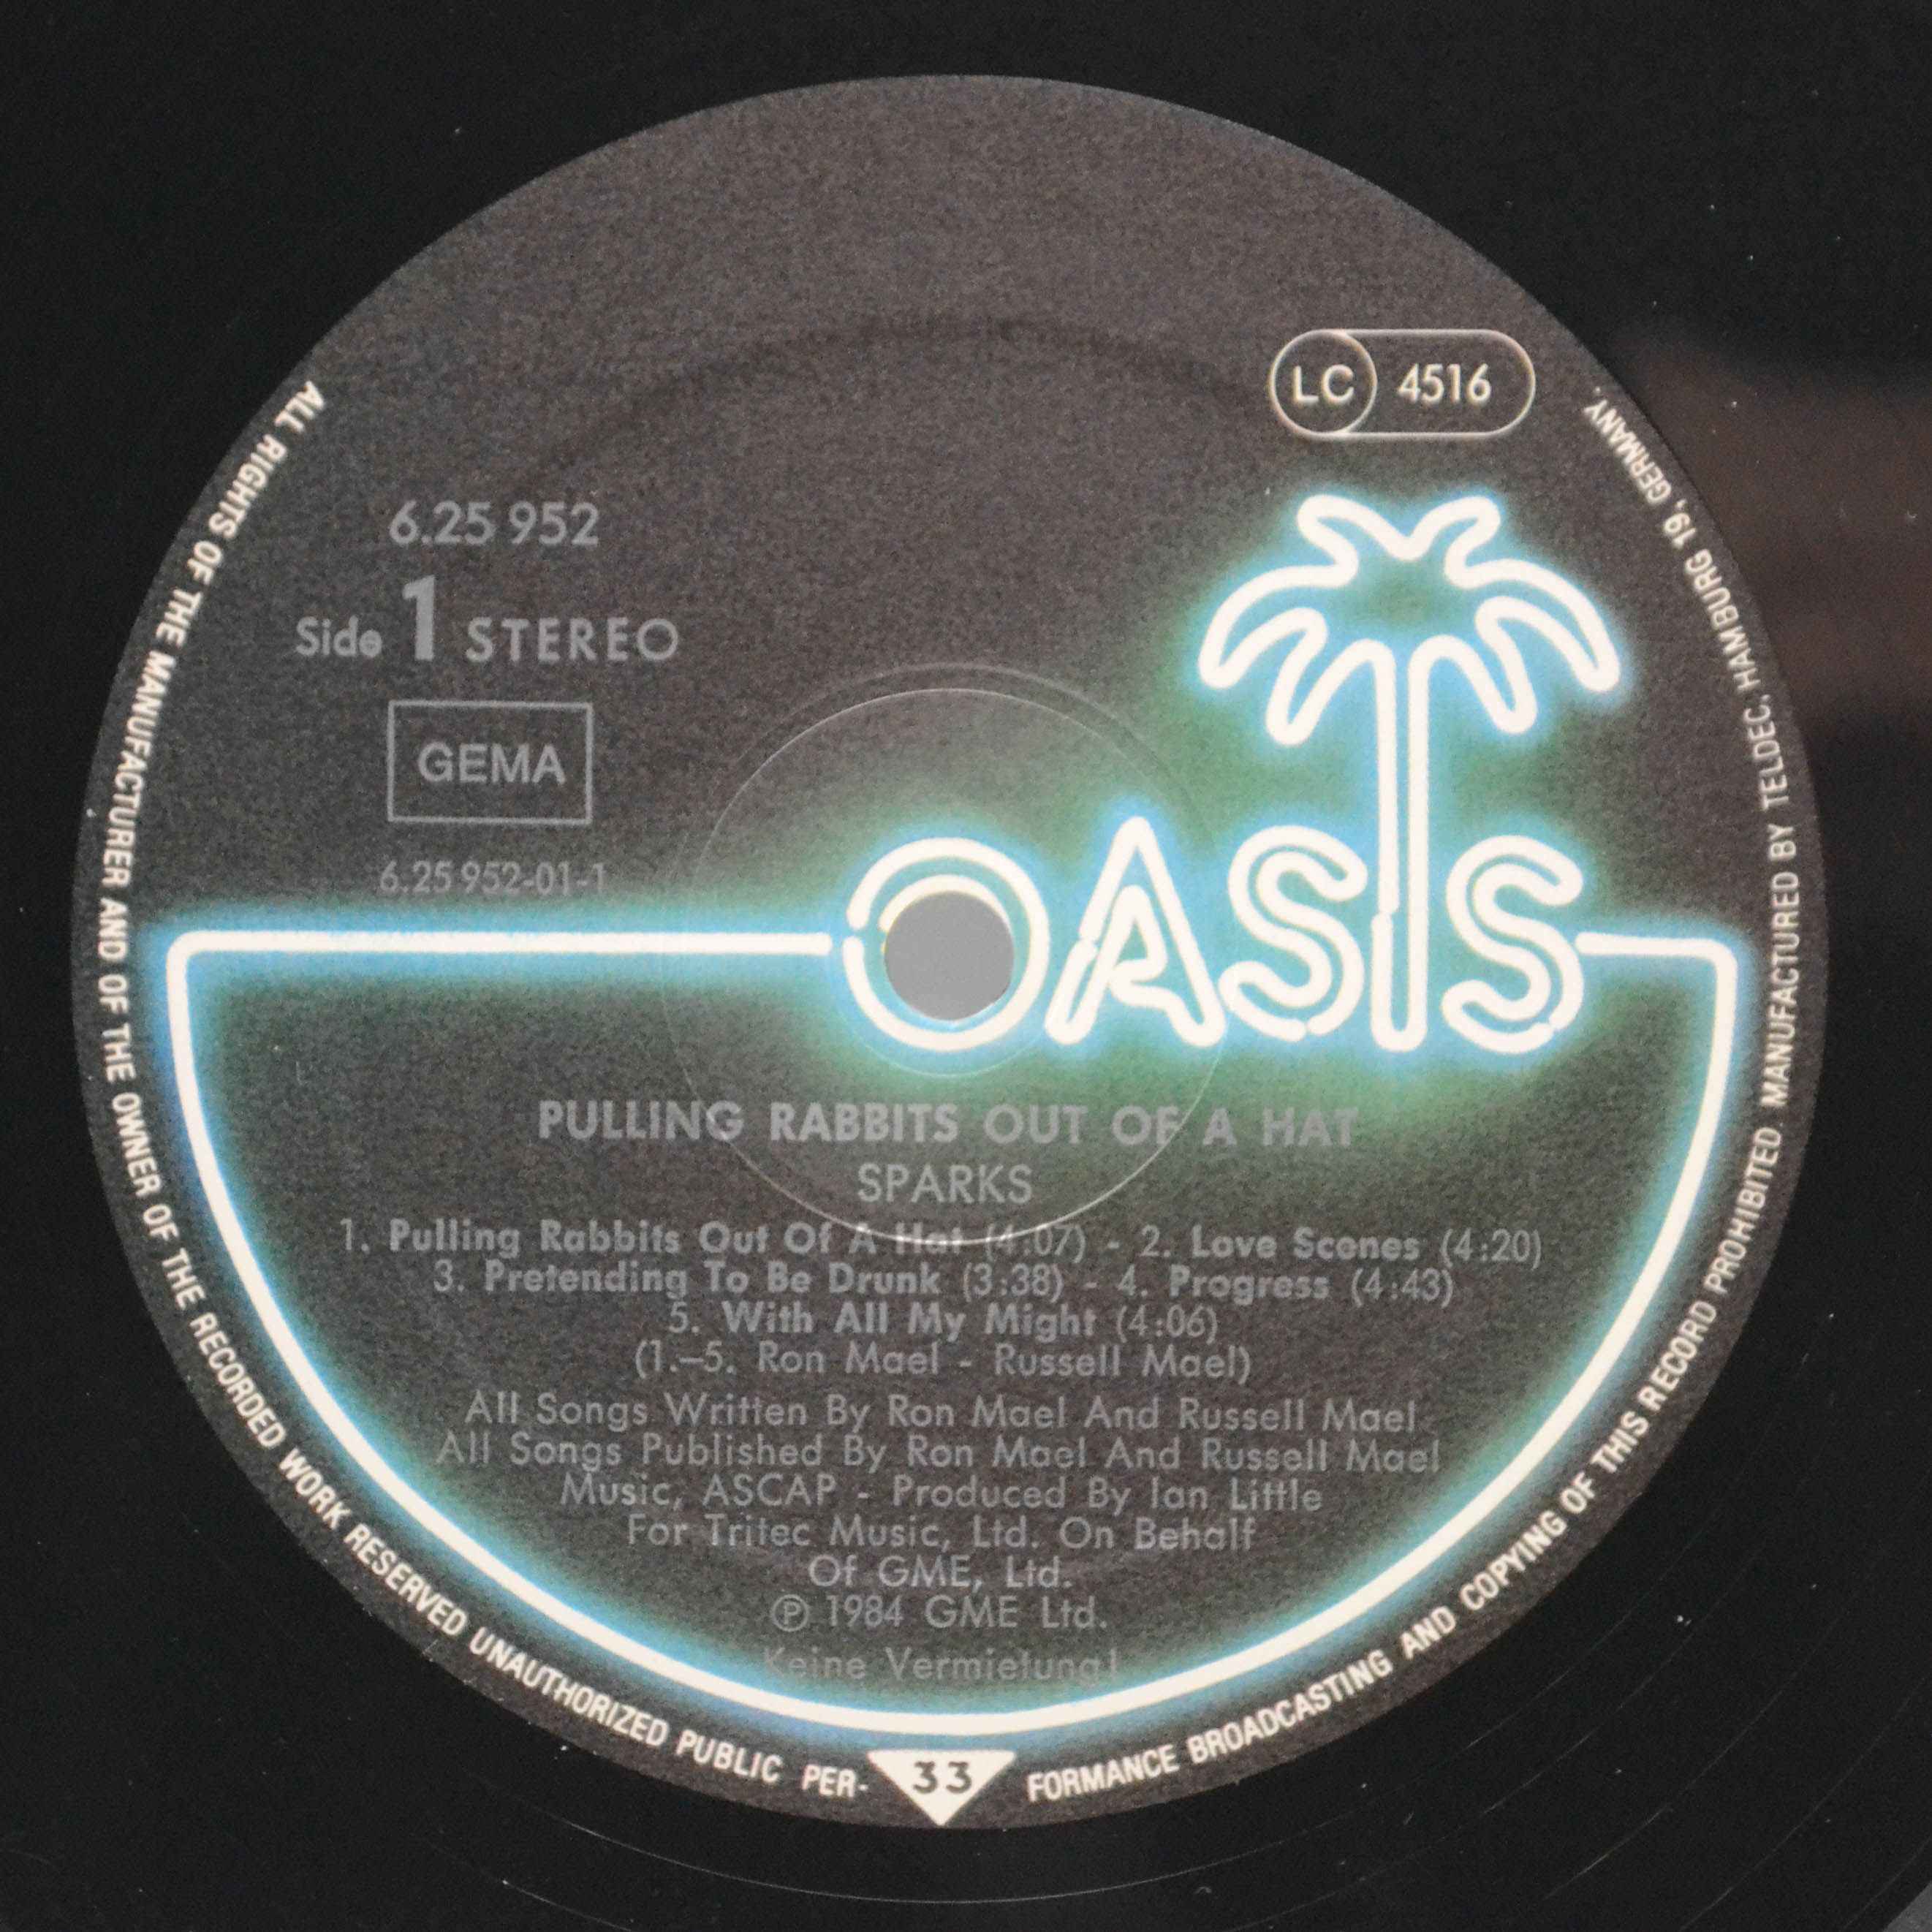 LC 4516
6.25 952
Side 1 STEREO
GEMA
6.25 952-01-1
OASIS
PULLING RABBITS OUT OF A HAT
SPARKS
1. Pulling Rabbits Out Of A Hat (4:07) - 2. Love Scenes (4:20)
3. Pretending To Be Drunk (3:38) - 4. Progress (4:43)
5. With All My Might (4:06)
(1.–5. Ron Mael - Russell Mael)
All Songs Written By Ron Mael And Russell Mael.
All Songs Published By Ron Mael And Russell Mael
Music, ASCAP - Produced By Ian Little
For Tritec Music, Ltd. On Behalf
Of GME, Ltd.
℗ 1984 GME Ltd.
Keine Vermietung!
33
ALL RIGHTS OF THE MANUFACTURER AND OF THE OWNER OF THE RECORDED WORK RESERVED UNAUTHORIZED PUBLIC PER-FORMANCE BROADCASTING AND COPYING OF THIS RECORD PROHIBITED. MANUFACTURED BY TELDEC, HAMBURG 19, GERMANY.